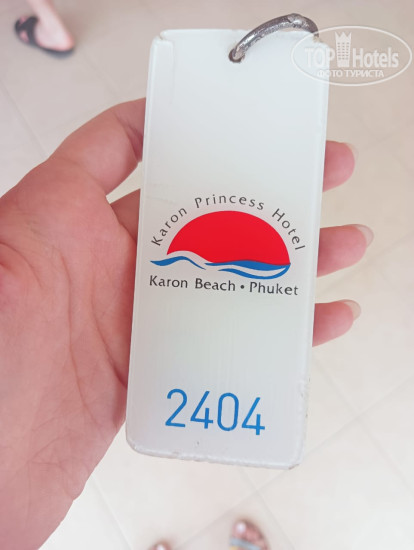 TOP Hotels
ФОТО ТУРИСТА
Karon Princess Hotel
Karon Beach • Phuket
2404